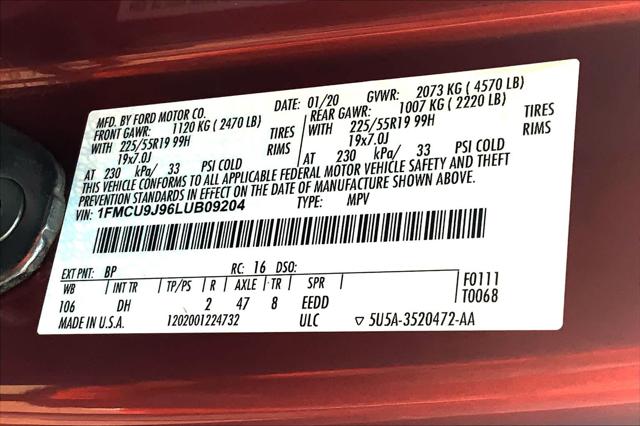 MFD. BY FORD MOTOR CO. DATE: 01/20 GVWR: 2073 KG ( 4570 LB)
FRONT GAWR: 1120 KG ( 2470 LB) REAR GAWR: 1007 KG ( 2220 LB)
WITH 225/55R19 99H TIRES WITH 225/55R19 99H TIRES
19x7.0J RIMS 19x7.0J RIMS
AT 230 kPa/ 33 PSI COLD AT 230 kPa/ 33 PSI COLD
THIS VEHICLE CONFORMS TO ALL APPLICABLE FEDERAL MOTOR VEHICLE SAFETY AND THEFT
PREVENTION STANDARDS IN EFFECT ON THE DATE OF MANUFACTURE SHOWN ABOVE.
VIN: 1FMCU9J96LUB09204 TYPE: MPV
EXT PNT: BP RC: 16 DSO: F0111
WB INT TR TP/PS R AXLE TR SPR T0068
106 DH 2 47 8 EEDD
MADE IN U.S.A. 1202001224732 ULC ▽ 5U5A-3520472-AA